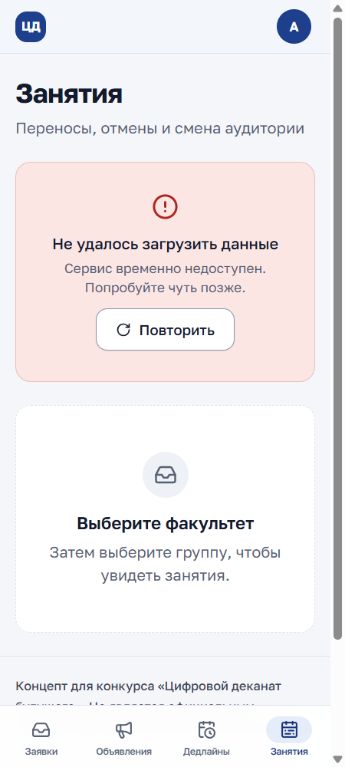 ЦД
А
Занятия
Переносы, отмены и смена аудитории
Не удалось загрузить данные
Сервис временно недоступен.
Попробуйте чуть позже.
Повторить
Выберите факультет
Затем выберите группу, чтобы
увидеть занятия.
Концепт для конкурса «Цифровой деканат
Заявки
Объявления
Дедлайны
Занятия